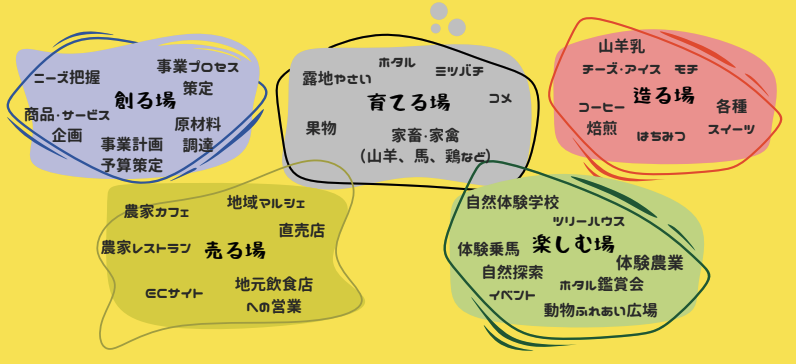 ニーズ把握
事業プロセス
策定
創る場
商品・サービス
企画
原材料
調達
事業計画
予算策定
ホタル
露地やさい
ミツバチ
育てる場
コメ
果物
家畜・家禽
(山羊、馬、鶏など)
山羊乳
チーズ・アイス
モチ
造る場
コーヒー
焙煎
各種
スイーツ
はちみつ
農家カフェ
地域マルシェ
直売店
農家レストラン
売る場
ECサイト
地元飲食店
への営業
自然体験学校
ツリーハウス
体験乗馬
楽しむ場
体験農業
自然探索
ホタル鑑賞会
イベント
動物ふれあい広場